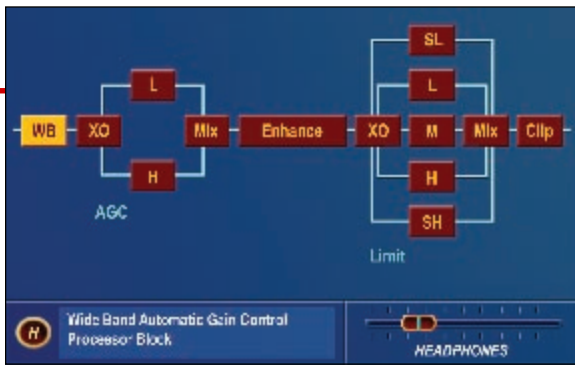 SL
L
L
WB XO Mix Enhance XO M Mix Clip
H
H
AGC
SH
Limit
H
Wide Band Automatic Gain Control
Processor Block
HEADPHONES